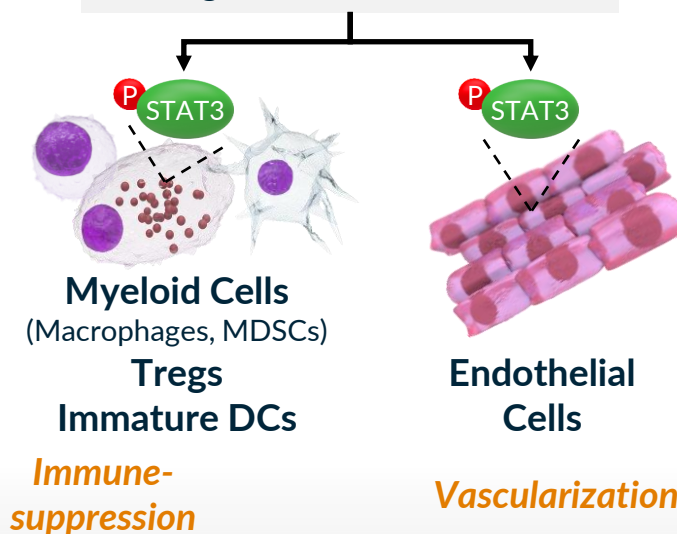 P STAT3
P STAT3
Myeloid Cells
(Macrophages, MDSCs)
Tregs
Immature DCs
Endothelial
Cells
Immune-
suppression
Vascularization